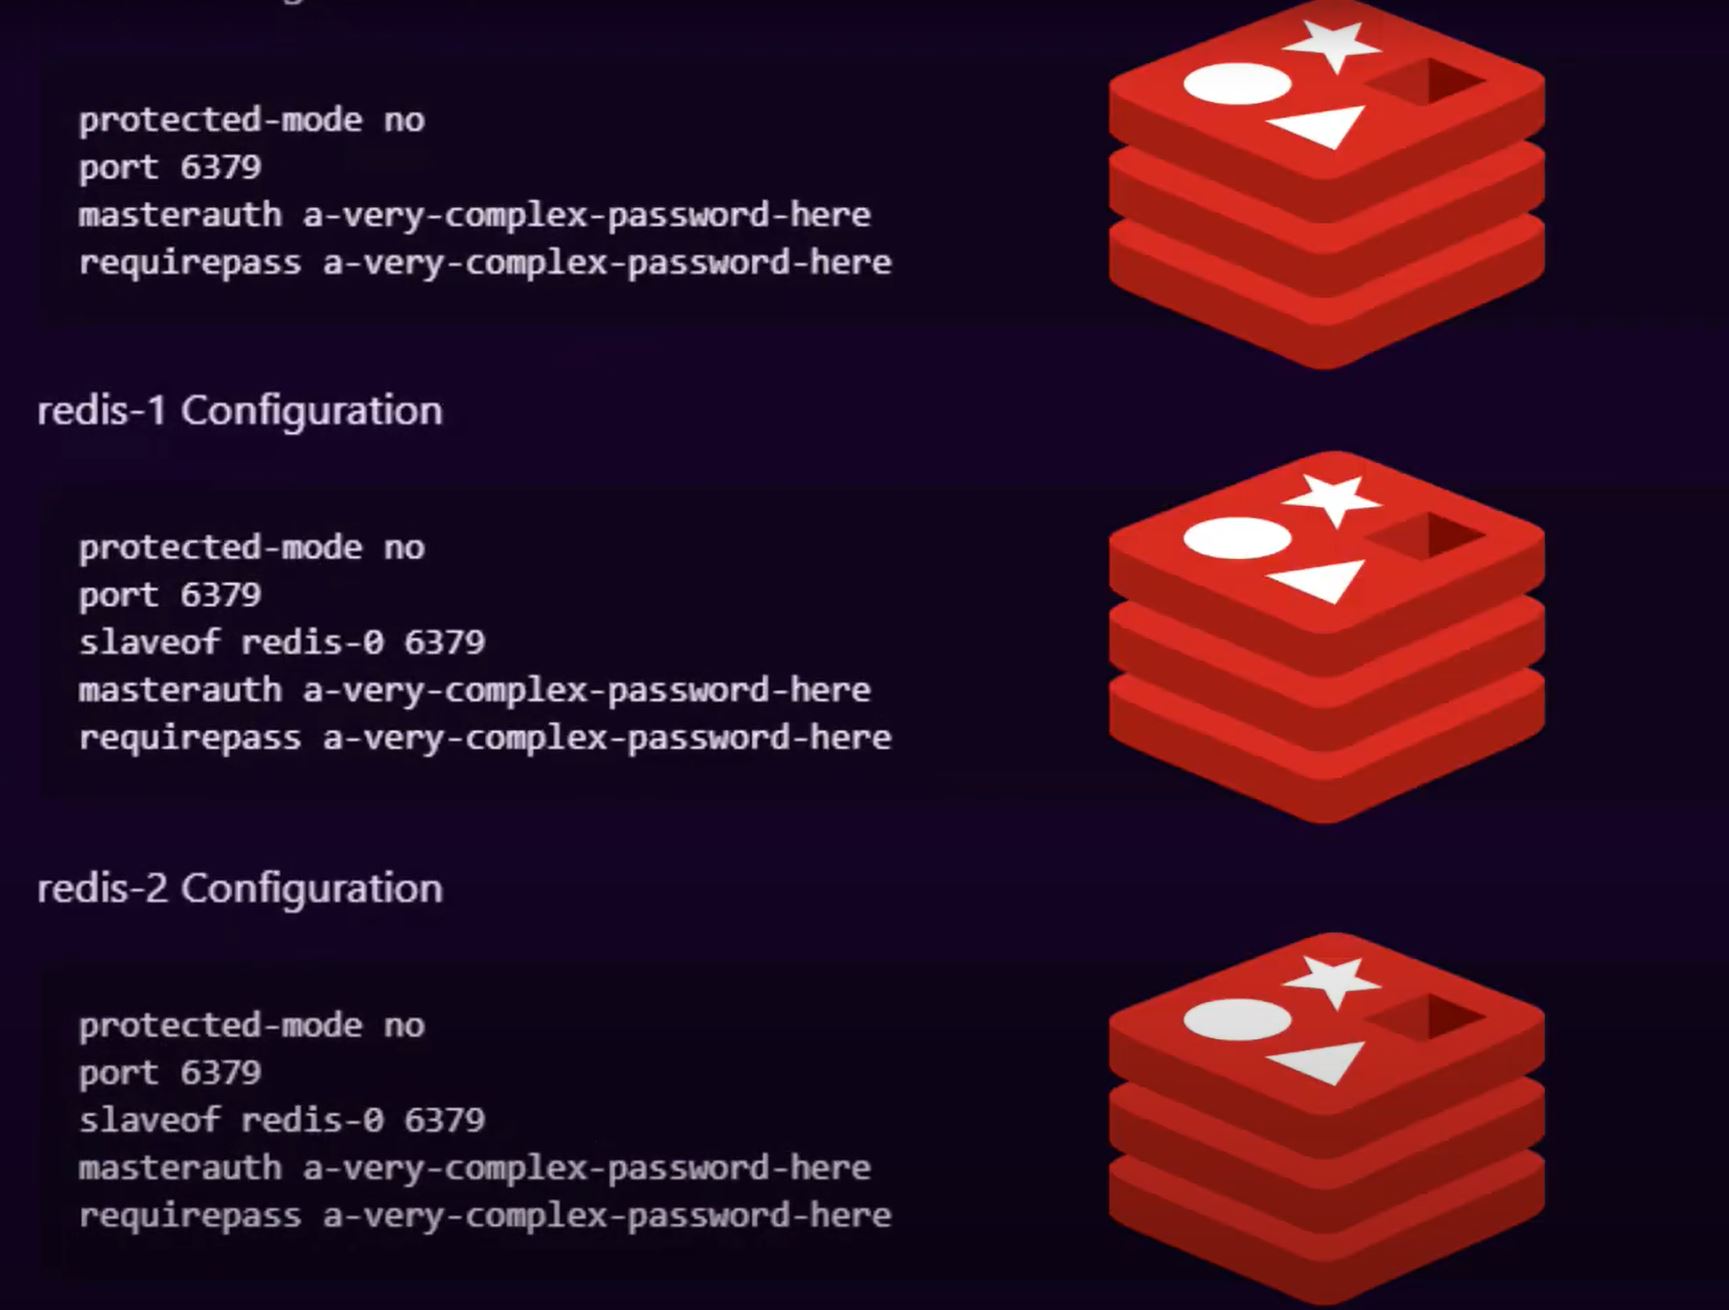 protected-mode no
port 6379
masterauth a-very-complex-password-here
requirepass a-very-complex-password-here
redis-1 Configuration
protected-mode no
port 6379
slaveof redis-0 6379
masterauth a-very-complex-password-here
requirepass a-very-complex-password-here
redis-2 Configuration
protected-mode no
port 6379
slaveof redis-0 6379
masterauth a-very-complex-password-here
requirepass a-very-complex-password-here